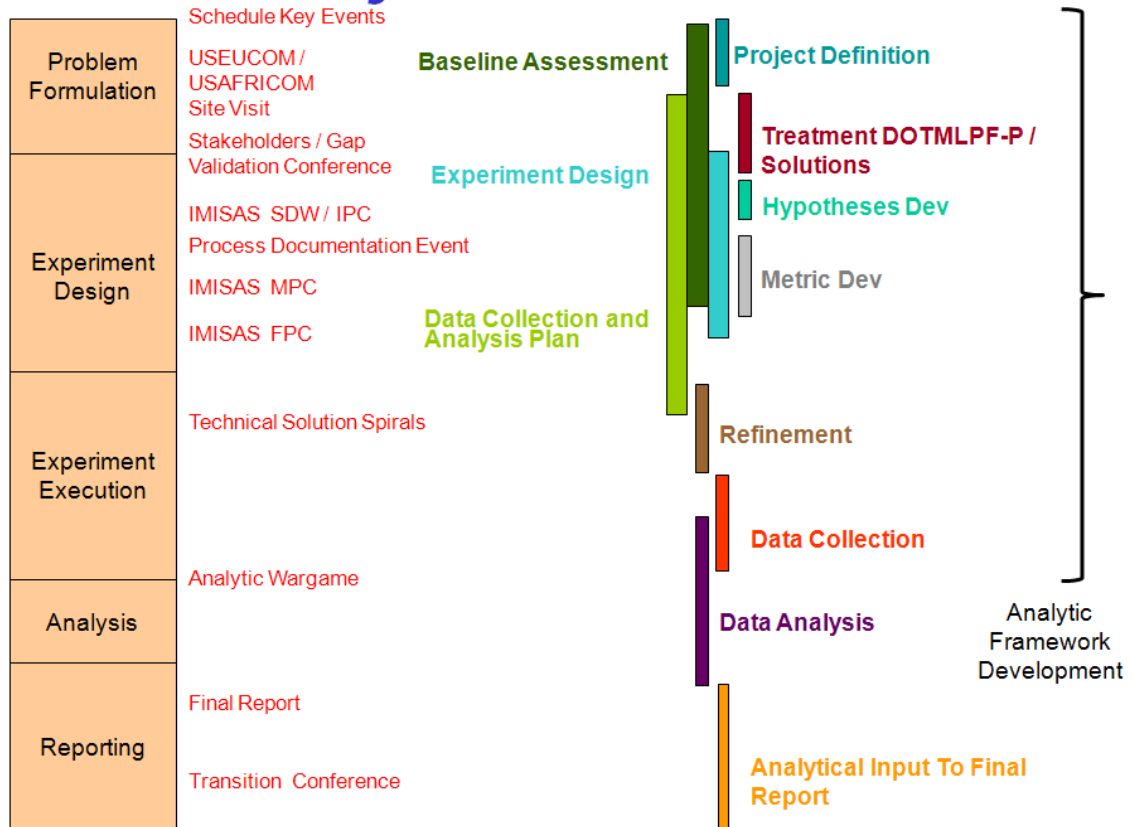 Schedule Key Events
Problem
Formulation
USEUCOM /
USAFRICOM
Site Visit
Stakeholders / Gap
Validation Conference
Experiment
Design
IMISAS SDW / IPC
Process Documentation Event
IMISAS MPC
IMISAS FPC
Experiment
Execution
Technical Solution Spirals
Analytic Wargame
Analysis
Reporting
Final Report
Transition Conference
Baseline Assessment
Project Definition
Treatment DOTMLPF-P /
Solutions
Experiment Design
Hypotheses Dev
Metric Dev
Data Collection and
Analysis Plan
Refinement
Data Collection
Data Analysis
Analytical Input To Final
Report
Analytic
Framework
Development